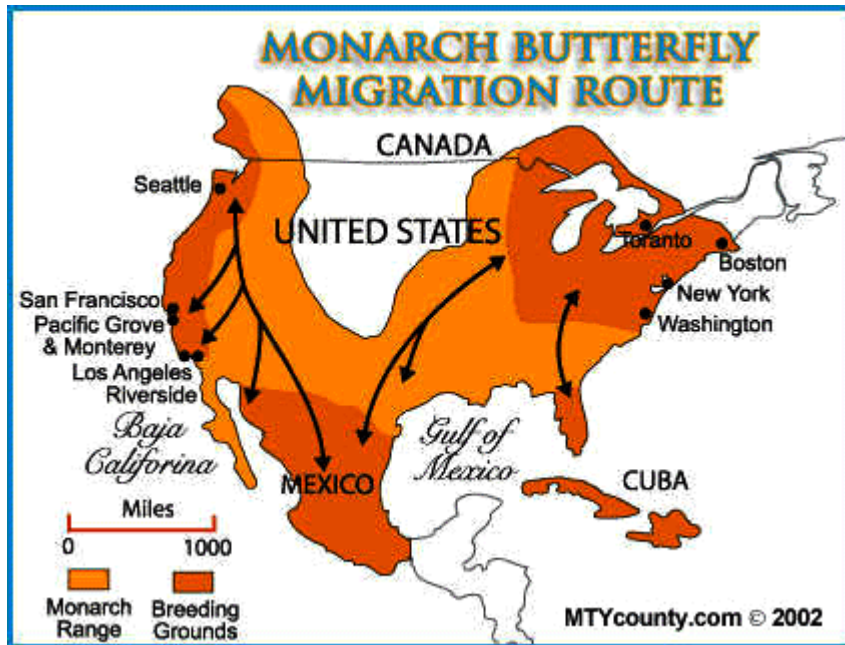 MONARCH BUTTERFLY
MIGRATION ROUTE
CANADA
Seattle
UNITED STATES
Toranto
Boston
New York
Washington
San Francisco
Pacific Grove
& Monterey
Los Angeles
Riverside
Baja
Califorina
Gulf of
Mexico
MEXICO
CUBA
Miles
0 1000
Monarch
Range
Breeding
Grounds
MTYcounty.com © 2002